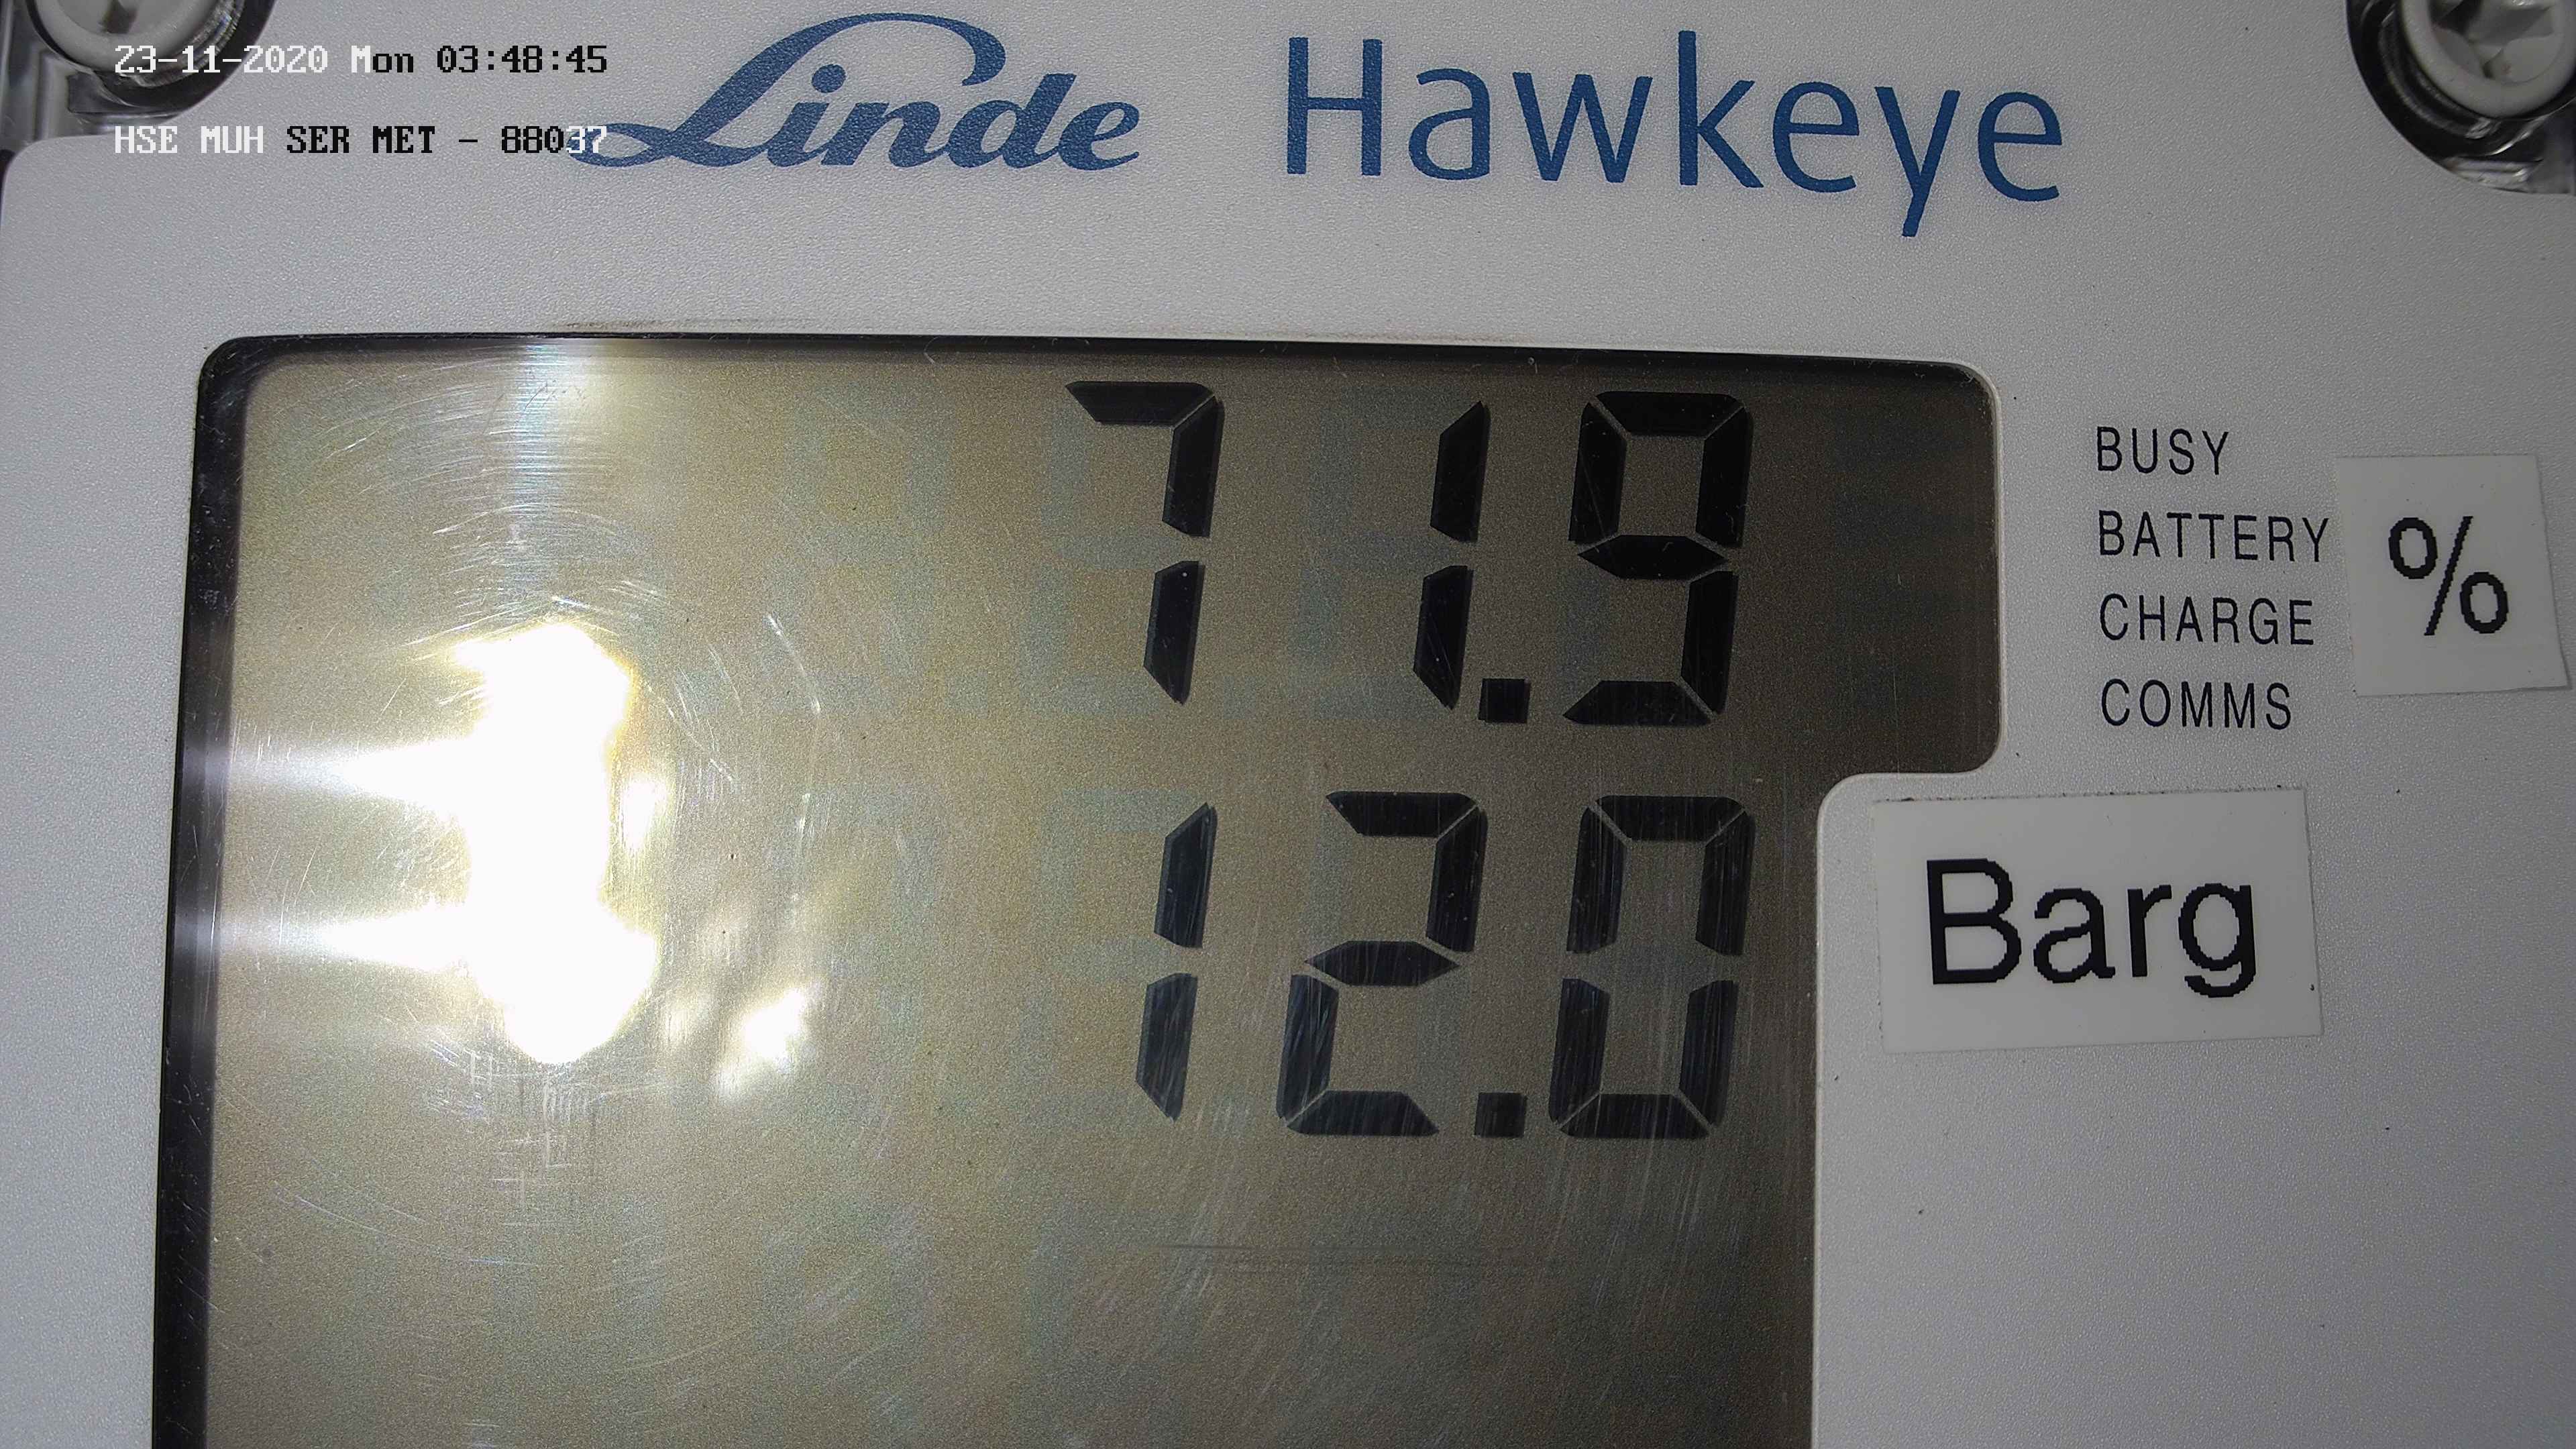 23-11-2020 Mon 03:48:45
HSE MUH SER MET - 88037
Linde Hawkeye
71.9
BUSY
BATTERY
CHARGE
COMMS
%
12.0
Barg